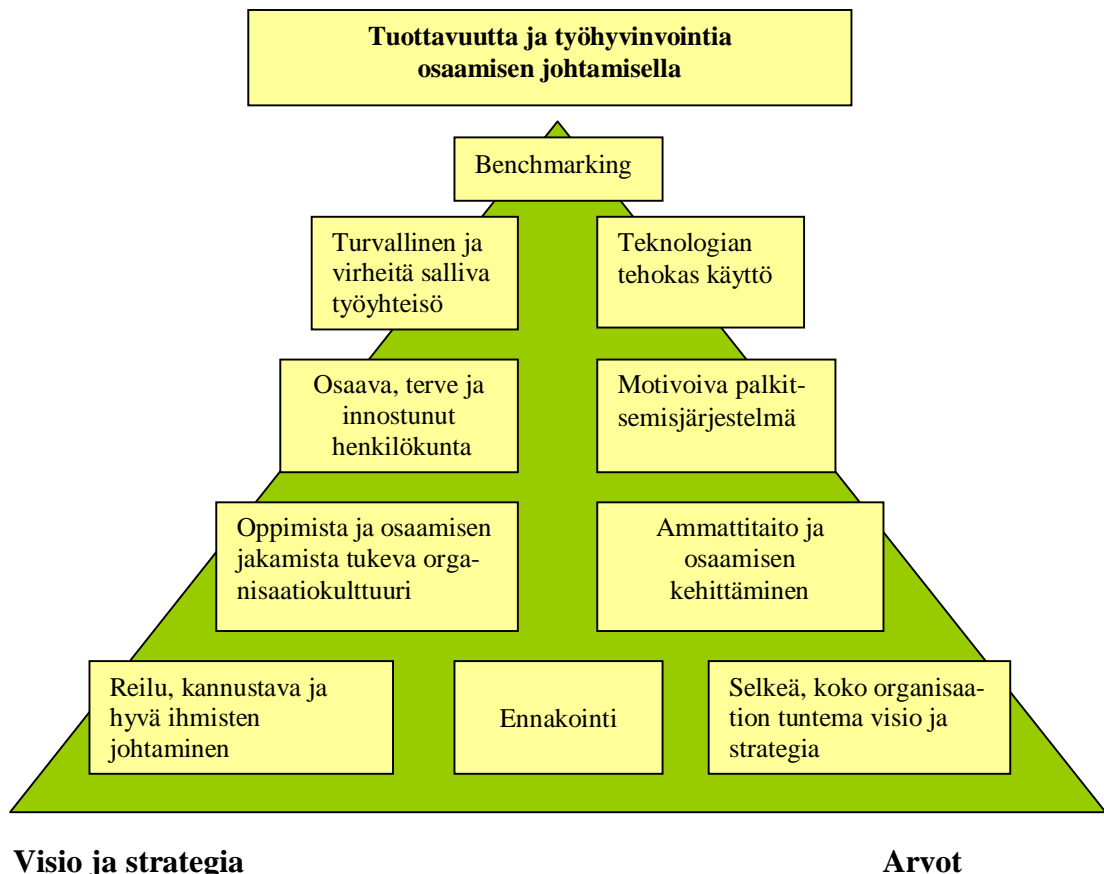 Tuottavuutta ja työhyvinvointia
osaamisen johtamisella
Benchmarking
Turvallinen ja
virheitä salliva
työyhteisö
Teknologian
tehokas käyttö
Osaava, terve ja
innostunut
henkilökunta
Motivoiva palkit-
semisjärjestelmä
Oppimista ja osaamisen
jakamista tukeva orga-
nisaatiokulttuuri
Ammattitaito ja
osaamisen
kehittäminen
Reilu, kannustava ja
hyvä ihmisten
johtaminen
Ennakointi
Selkeä, koko organisaa-
tion tuntema visio ja
strategia
Visio ja strategia
Arvot